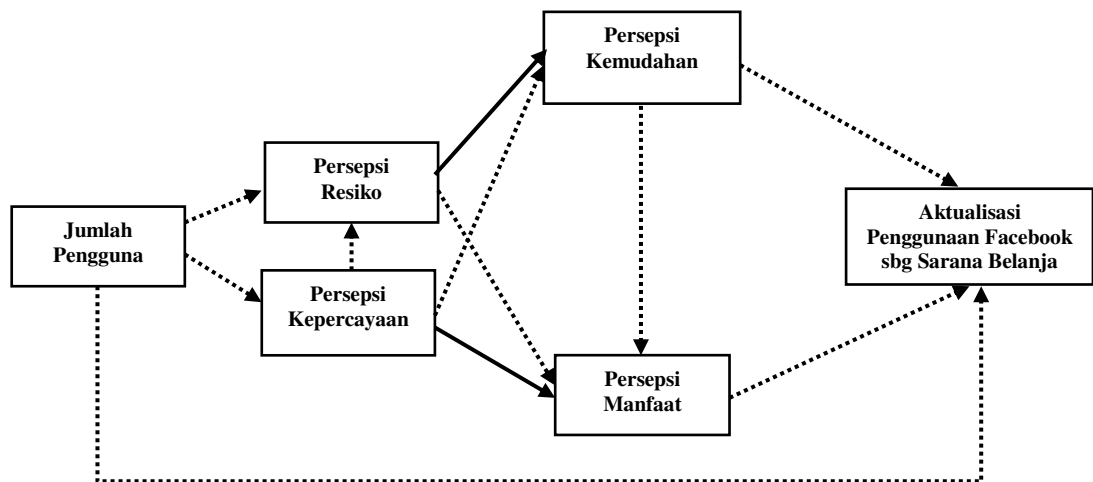 Persepsi
Kemudahan
Persepsi
Resiko
Jumlah
Pengguna
Persepsi
Kepercayaan
Aktualisasi
Penggunaan Facebook
sbg Sarana Belanja
Persepsi
Manfaat